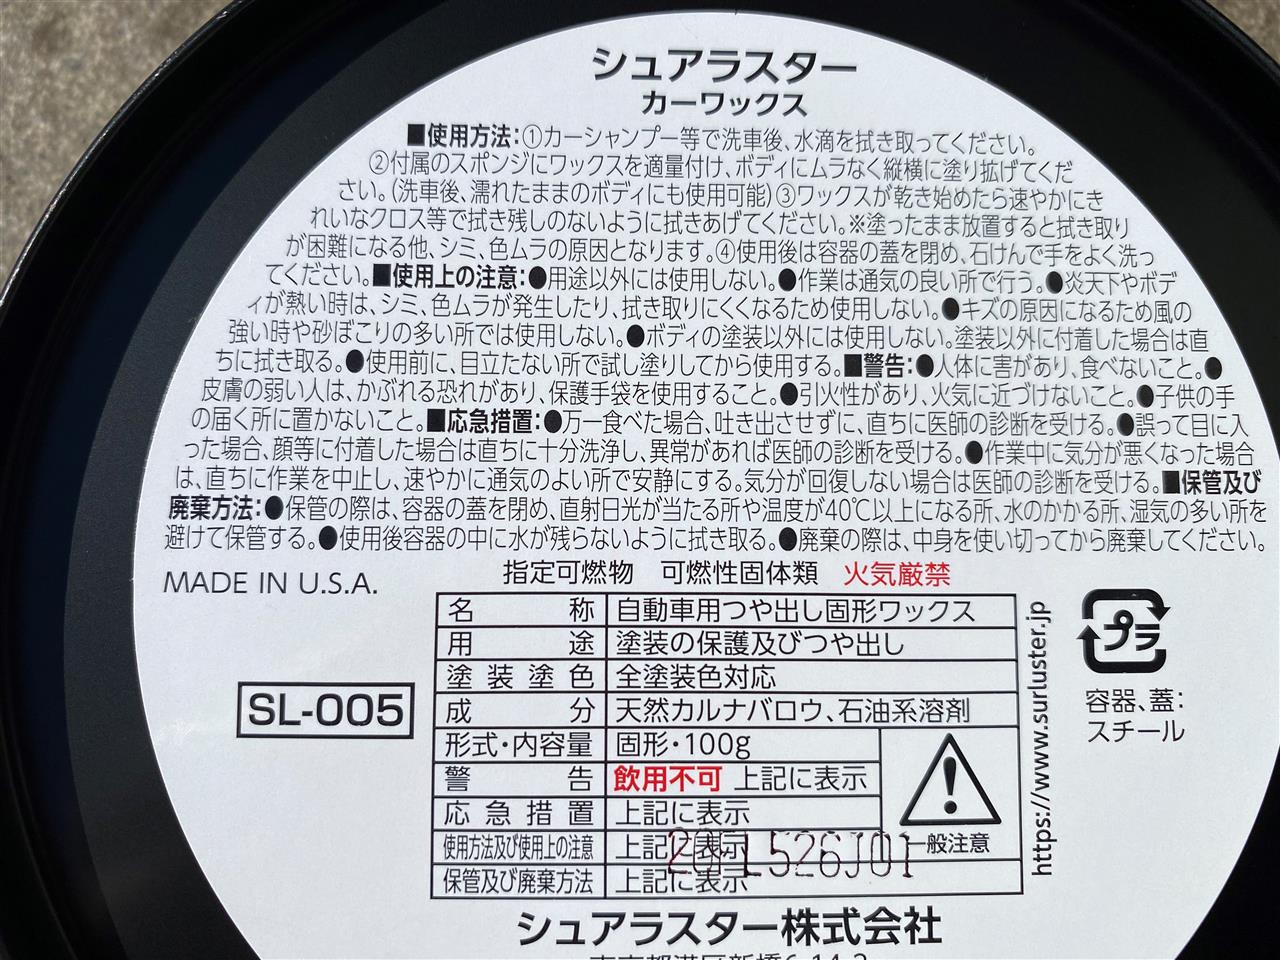 シュアラスター
カーワックス
■使用方法:①カーシャンプー等で洗車後、水滴を拭き取ってください。
②付属のスポンジにワックスを適量付け、ボディにムラなく縦横に塗り拡げてくだ
さい。(洗車後、濡れたままのボディにも使用可能)③ワックスが乾き始めたら速やかにき
れいなクロス等で拭き残しのないように拭きあげてください。※塗ったまま放置すると拭き取り
が困難になる他、シミ、色ムラの原因となります。④使用後は容器の蓋を閉め、石けんで手をよく洗っ
てください。■使用上の注意:●用途以外には使用しない。●作業は通気の良い所で行う。●炎天下やボデ
ィが熱い時は、シミ、色ムラが発生したり、拭き取りにくくなるため使用しない。●キズの原因になるため風の
強い時や砂ぼこりの多い所では使用しない。●ボディの塗装以外には使用しない。塗装以外に付着した場合は直
ちに拭き取る。●使用前に、目立たない所で試し塗りしてから使用する。■警告:●人体に害があり、食べないこと。●
皮膚の弱い人は、かぶれる恐れがあり、保護手袋を使用すること。●引火性があり、火気に近づけないこと。●子供の手
の届く所に置かないこと。■応急措置:●万一食べた場合、吐き出させずに、直ちに医師の診断を受ける。●誤って目に入
った場合、顔等に付着した場合は直ちに十分洗浄し、異常があれば医師の診断を受ける。●作業中に気分が悪くなった場合
は、直ちに作業を中止し、速やかに通気のよい所で安静にする。気分が回復しない場合は医師の診断を受ける。■保管及び
廃棄方法:●保管の際は、容器の蓋を閉め、直射日光が当たる所や温度が40℃以上になる所、水のかかる所、湿気の多い所を
避けて保管する。●使用後容器の中に水が残らないように拭き取る。●廃棄の際は、中身を使い切ってから廃棄してください。
MADE IN U.S.A.
指定可燃物 可燃性固体類 火気厳禁
名称 自動車用つや出し固形ワックス
用途 塗装の保護及びつや出し
塗装塗色 全塗装色対応
成分 天然カルナバロウ、石油系溶剤
形式・内容量 固形・100g
警告 飲用不可 上記に表示
応急措置 上記に表示
使用方法及び使用上の注意 上記に表示
保管及び廃棄方法 上記に表示
一般注意
L526J01
SL-005
https://www.surluster.jp
プラ
容器、蓋:
スチール
シュアラスター株式会社
東京都港区新橋6-14-2